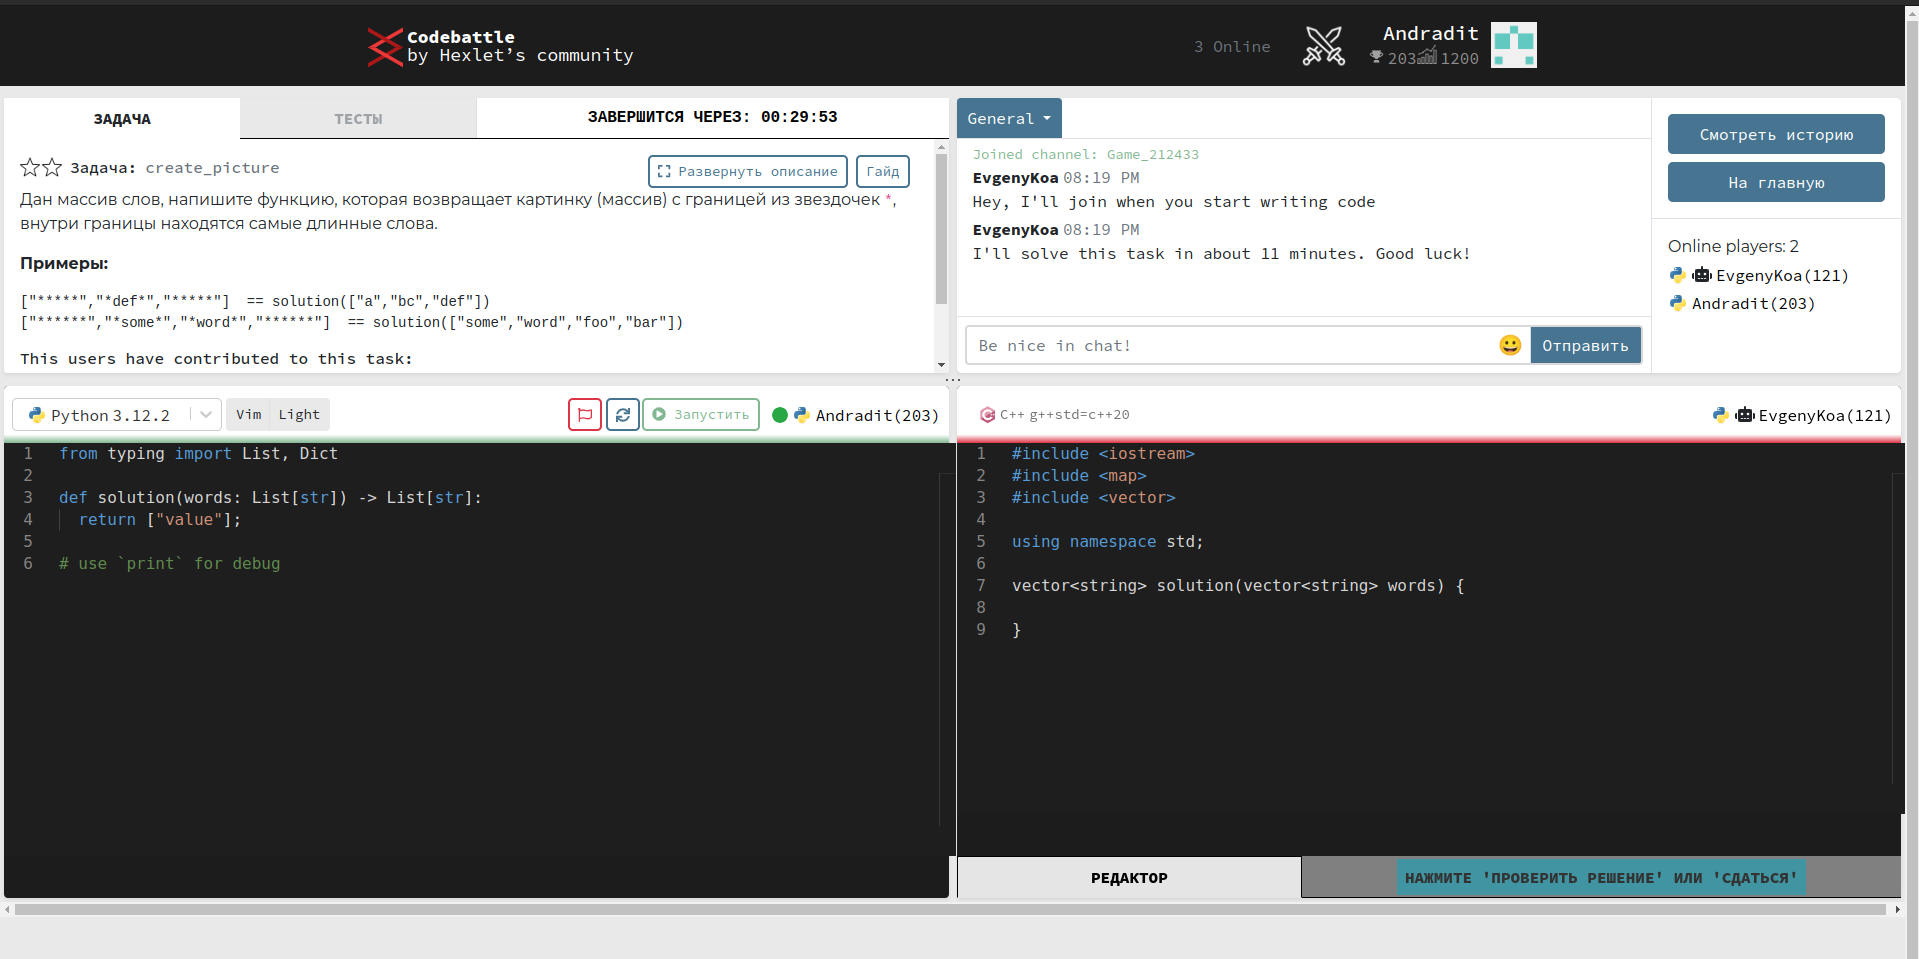 Codebattle
by Hexlet’s community
3 Online
Andradit
203 1200
ЗАДАЧА
ТЕСТЫ
ЗАВЕРШИТСЯ ЧЕРЕЗ: 00:29:53
Задача: create_picture
Развернуть описание
Гайд
Дан массив слов, напишите функцию, которая возвращает картинку (массив) с границей из звездочек *,
внутри границы находятся самые длинные слова.
Примеры:
["*****","*def*","*****"]  == solution(["a","bc","def"])
["******","*some*","*word*","******"]  == solution(["some","word","foo","bar"])
This users have contributed to this task:
General
Joined channel: Game_212433
EvgenyKoa 08:19 PM
Hey, I'll join when you start writing code
EvgenyKoa 08:19 PM
I'll solve this task in about 11 minutes. Good luck!
Be nice in chat!
Отправить
Смотреть историю
На главную
Online players: 2
EvgenyKoa(121)
Andradit(203)
Python 3.12.2
Vim
Light
Запустить
Andradit(203)
1 from typing import List, Dict
2
3 def solution(words: List[str]) -> List[str]:
4   return ["value"];
5
6 # use `print` for debug
C++ g++std=c++20
EvgenyKoa(121)
1 #include <iostream>
2 #include <map>
3 #include <vector>
4
5 using namespace std;
6
7 vector<string> solution(vector<string> words) {
8
9 }
РЕДАКТОР
НАЖМИТЕ 'ПРОВЕРИТЬ РЕШЕНИЕ' ИЛИ 'СДАТЬСЯ'